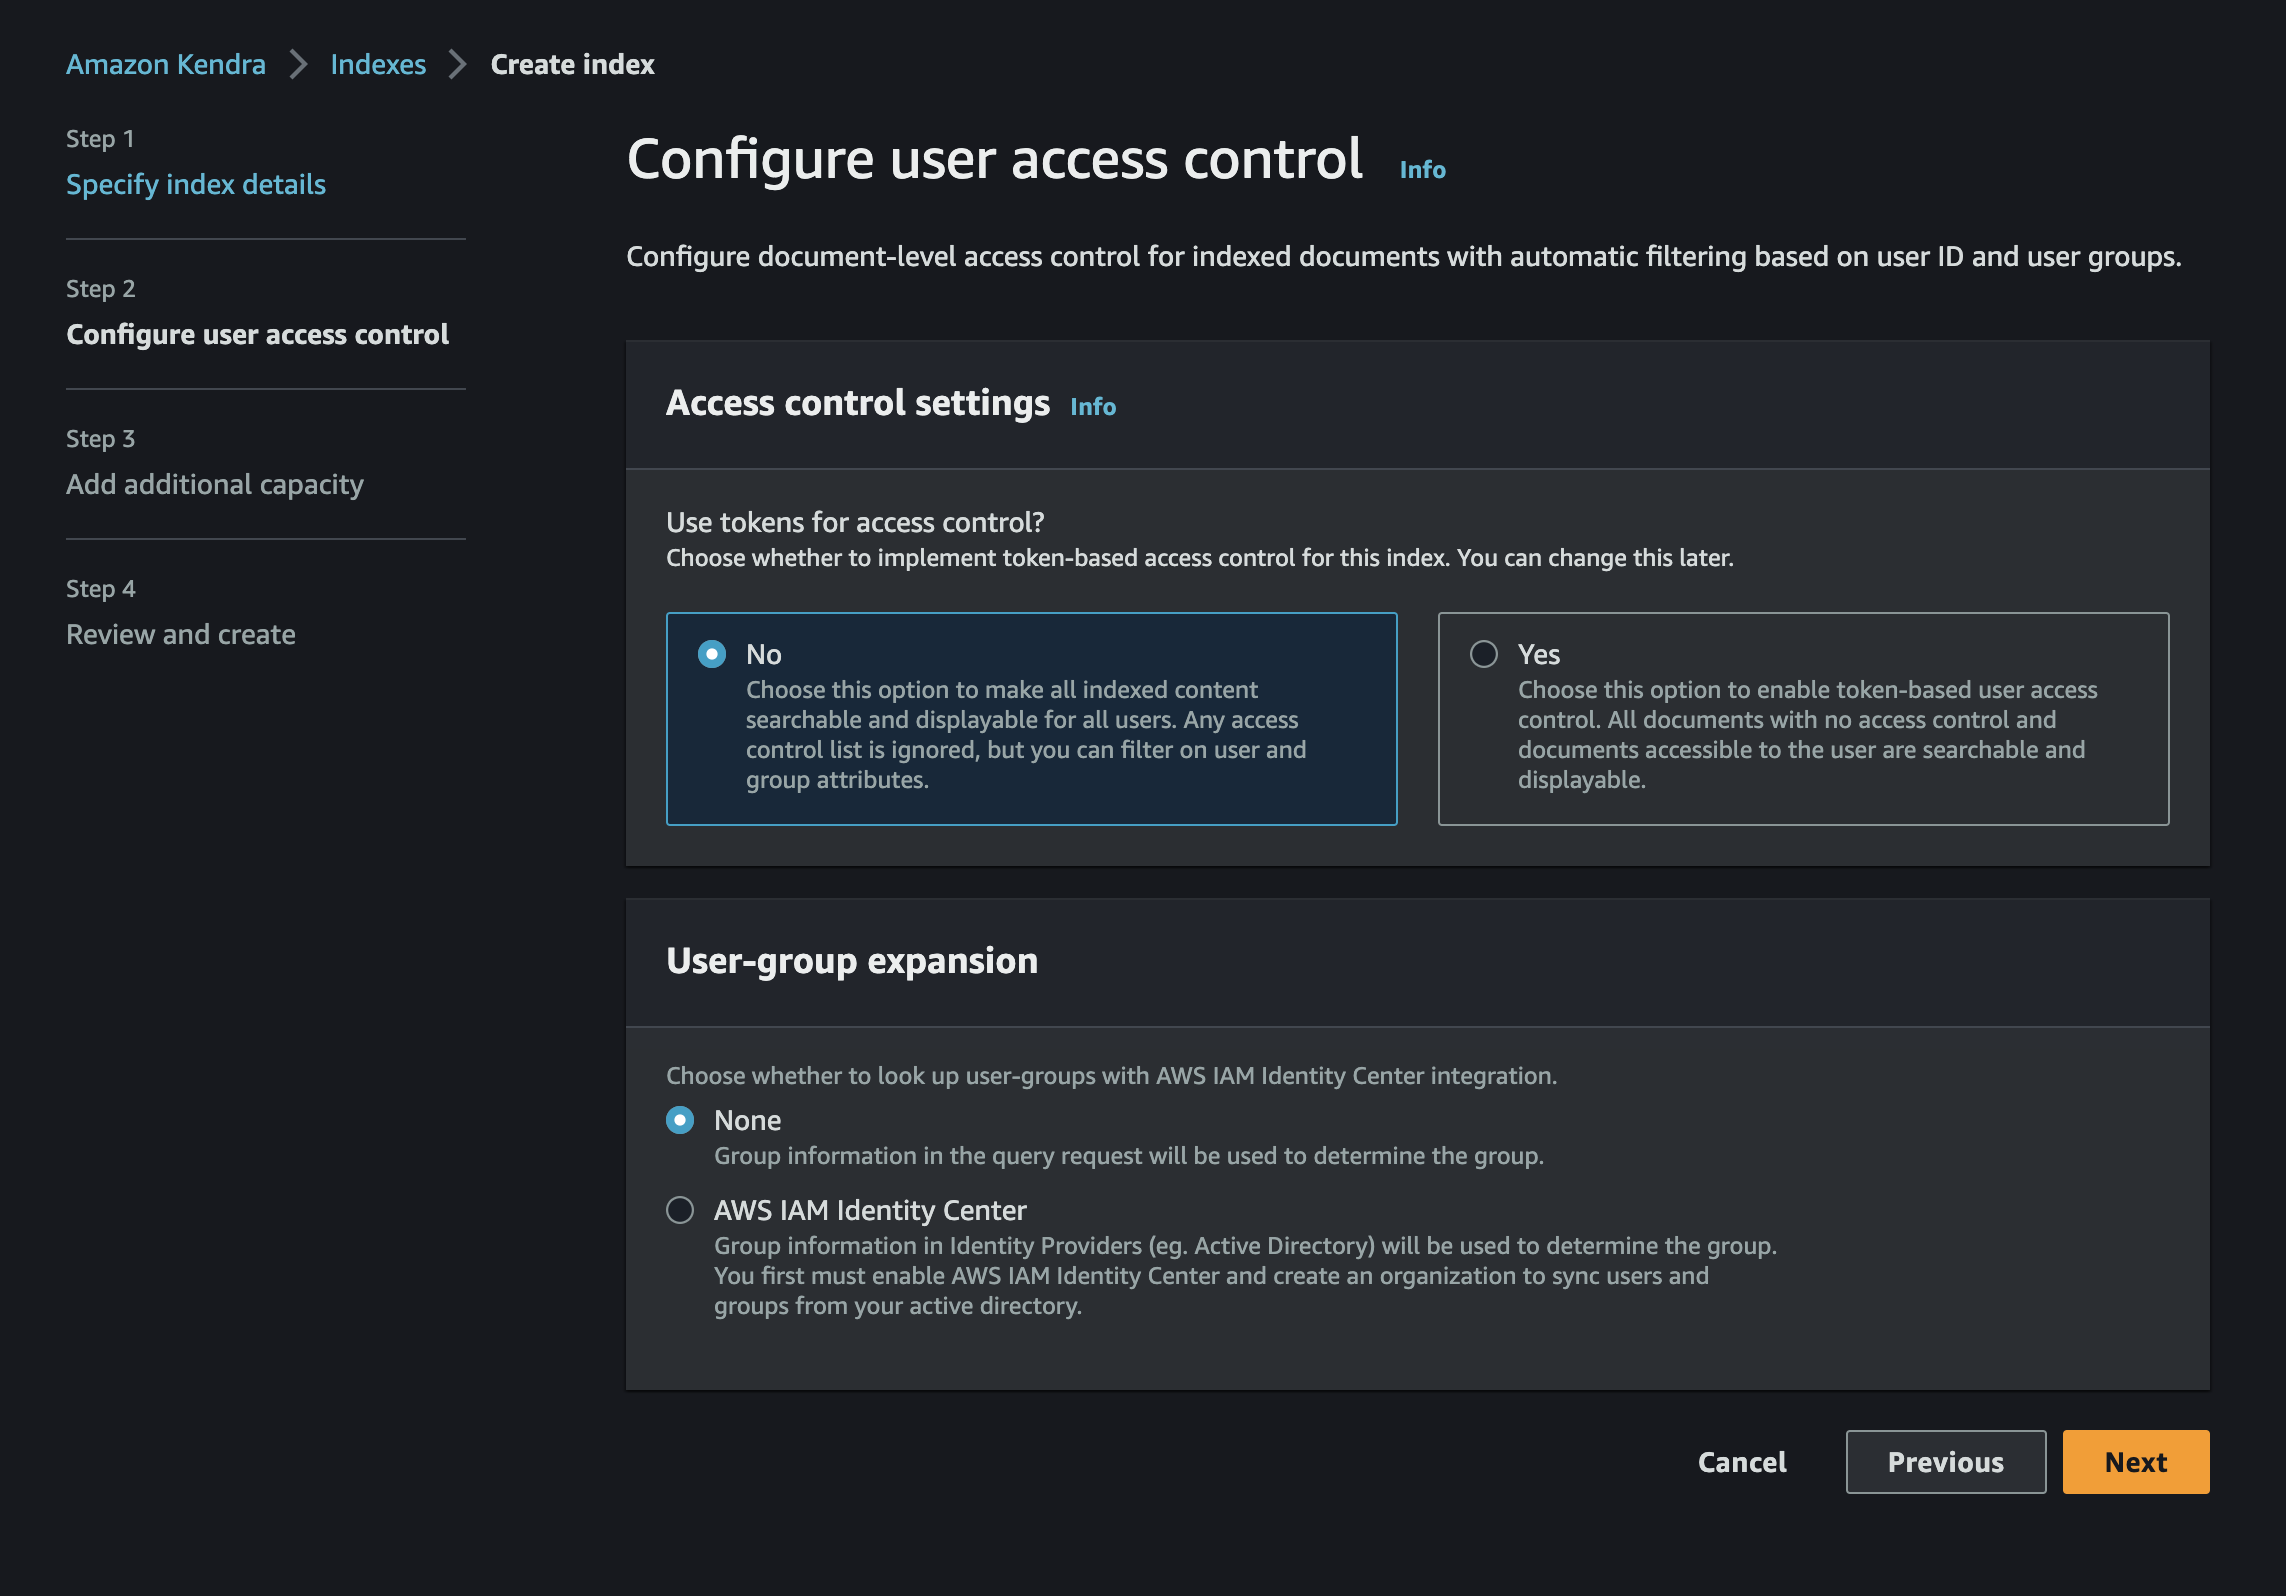 Amazon Kendra > Indexes > Create index
Step 1
Specify index details
Step 2
Configure user access control
Step 3
Add additional capacity
Step 4
Review and create
Configure user access control Info
Configure document-level access control for indexed documents with automatic filtering based on user ID and user groups.
Access control settings Info
Use tokens for access control?
Choose whether to implement token-based access control for this index. You can change this later.
No
Choose this option to make all indexed content
searchable and displayable for all users. Any access
control list is ignored, but you can filter on user and
group attributes.
Yes
Choose this option to enable token-based user access
control. All documents with no access control and
documents accessible to the user are searchable and
displayable.
User-group expansion
Choose whether to look up user-groups with AWS IAM Identity Center integration.
None
Group information in the query request will be used to determine the group.
AWS IAM Identity Center
Group information in Identity Providers (eg. Active Directory) will be used to determine the group.
You first must enable AWS IAM Identity Center and create an organization to sync users and
groups from your active directory.
Cancel Previous Next